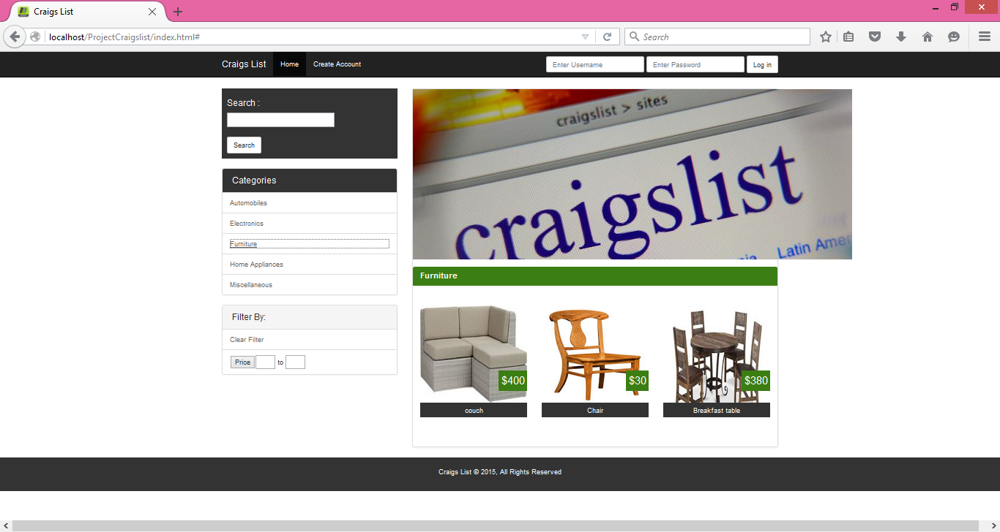 Craigs List
localhost/ProjectCraigslist/index.html#
Search
Craigs List Home Create Account Enter Username Enter Password Log in
Search :
Search
Categories
Automobiles
Electronics
Furniture
Home Appliances
Miscellaneous
Filter By:
Clear Filter
Price to
craigslist > sites
craigslist
Latin Amer
Furniture
$400 $30 $380
couch Chair Breakfast table
Craigs List © 2015, All Rights Reserved